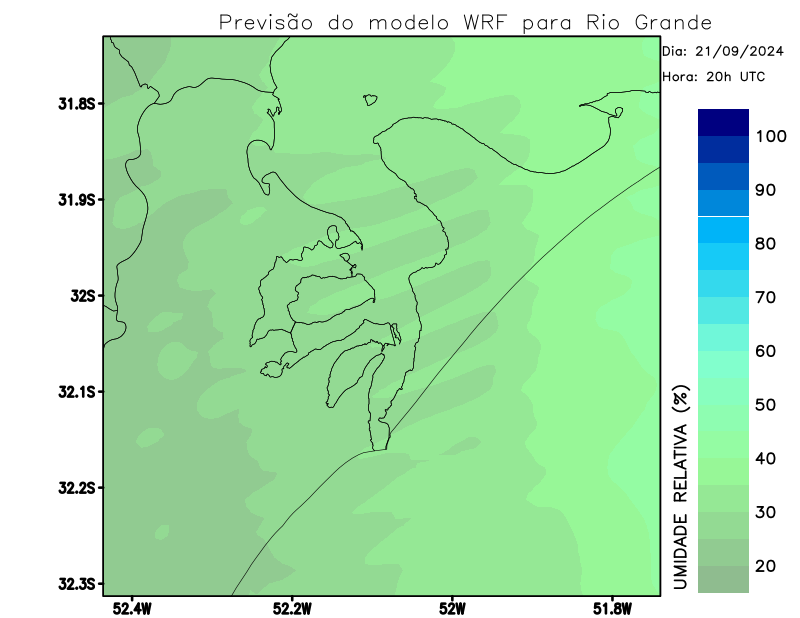 Previsão do modelo WRF para Rio Grande
Dia: 21/09/2024
Hora: 20h UTC
31.8S
31.9S
32S
32.1S
32.2S
32.3S
52.4W
52.2W
52W
51.8W
100
90
80
70
60
50
40
30
20
UMIDADE RELATIVA (%)